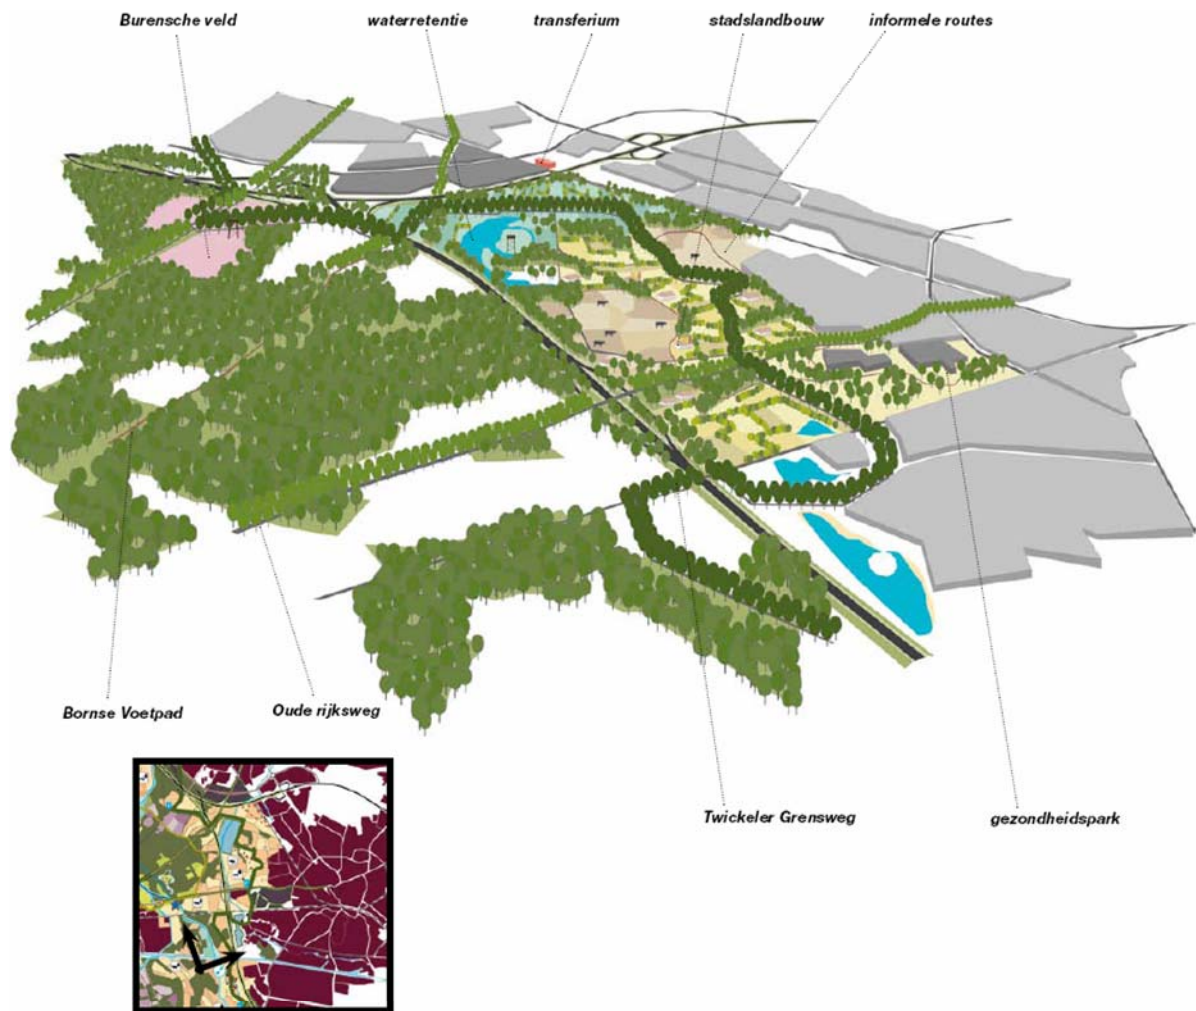 Burensche veld
waterretentie
transferium
stadslandbouw
informele routes
Bornse Voetpad
Oude rijksweg
Twickeler Grensweg
gezondheidspark